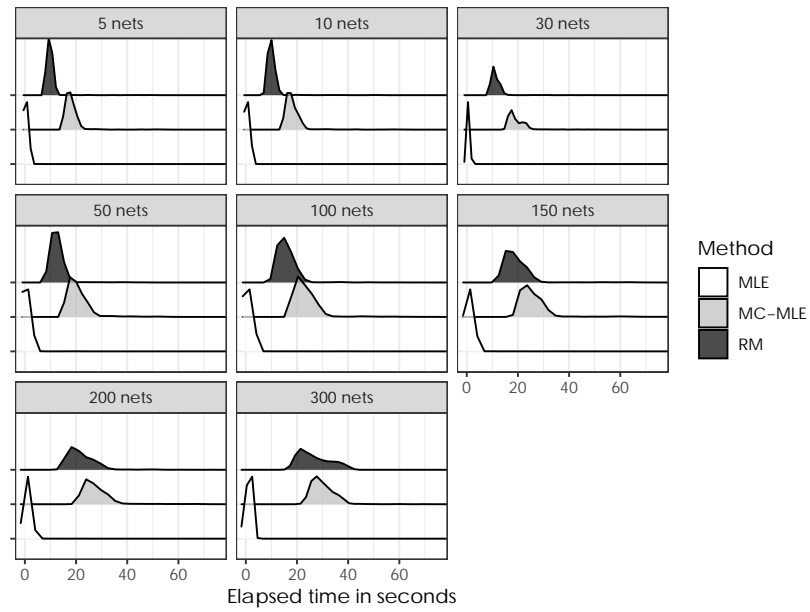 5 nets 10 nets 30 nets
50 nets 100 nets 150 nets
Method
MLE
MC−MLE
RM
0 20 40 60
200 nets 300 nets
0 20 40 60 0 20 40 60
Elapsed time in seconds